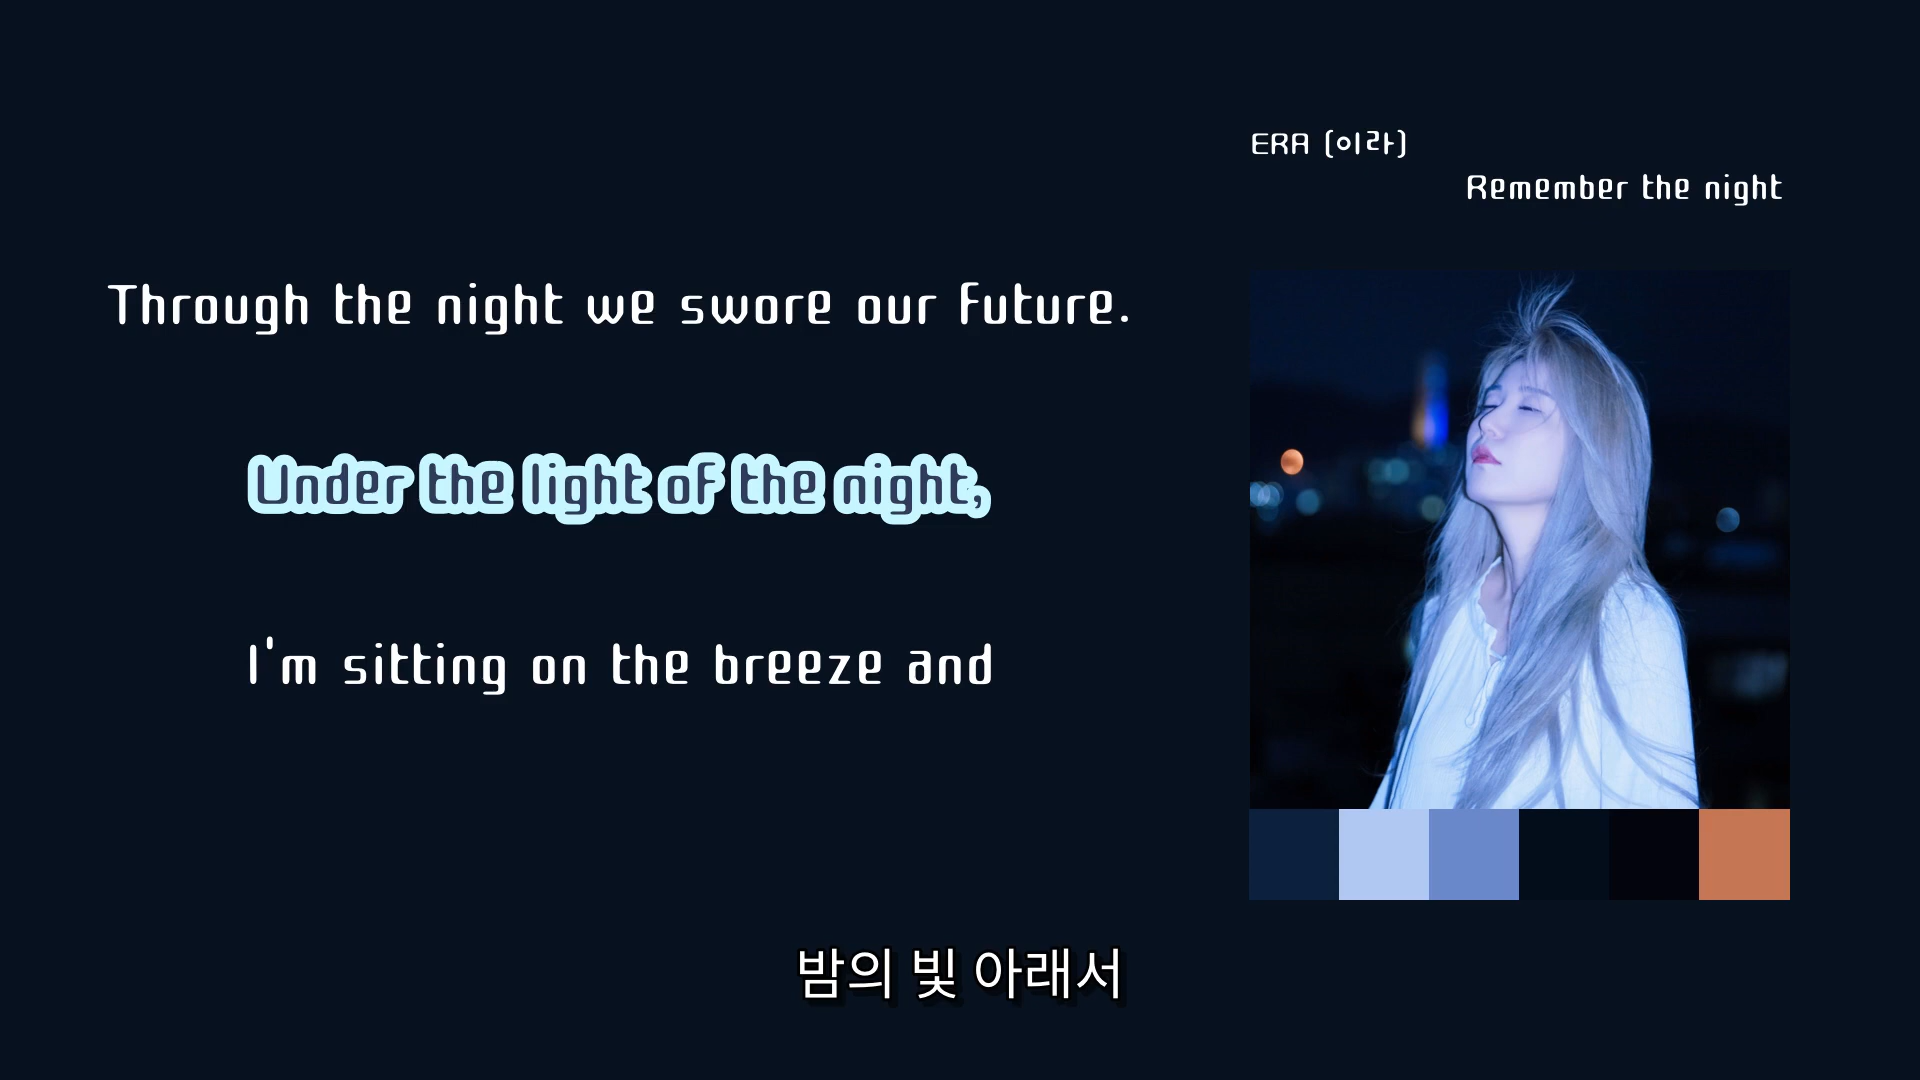 ERA (이라)
Remember the night
Through the night we swore our future.
Under the light of the night,
I'm sitting on the breeze and
밤의 빛 아래서